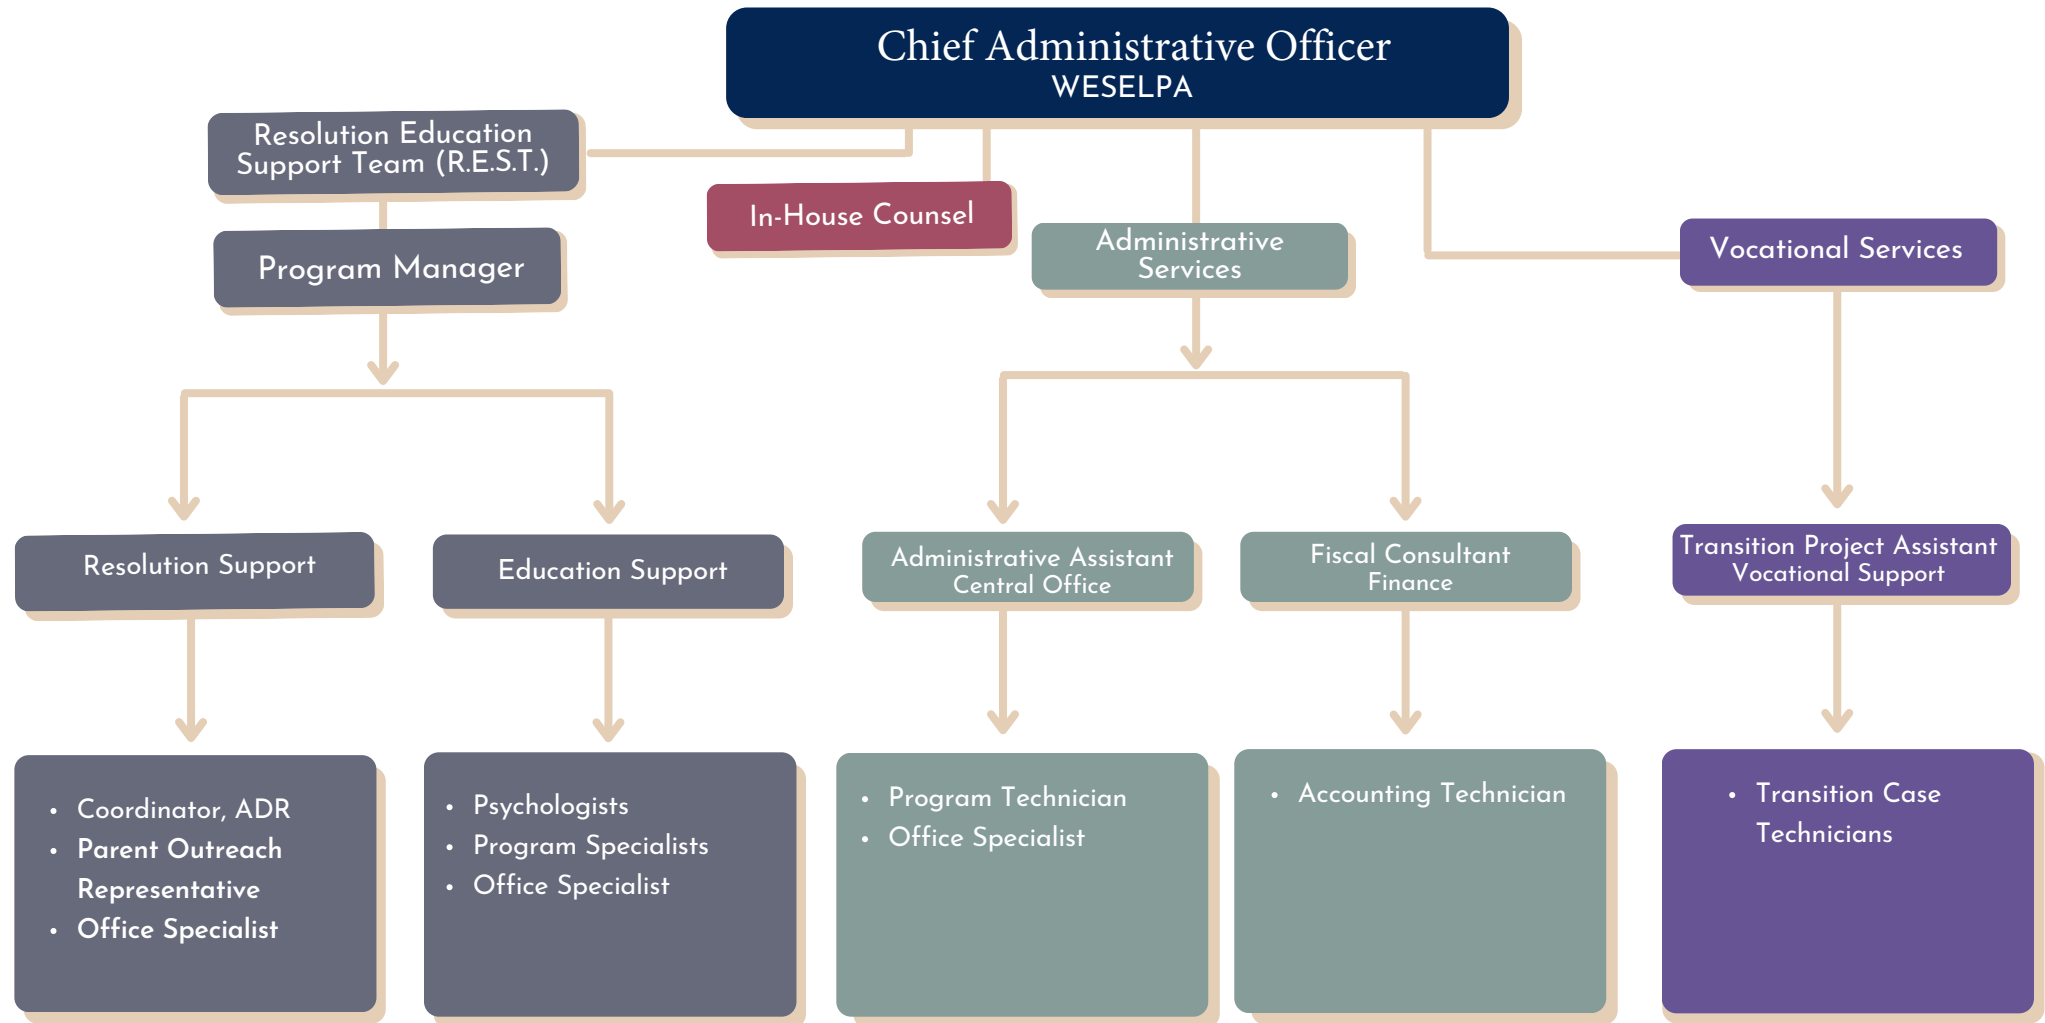 Chief Administrative Officer
WESELPA
Resolution Education
Support Team (R.E.S.T.)
Program Manager
In-House Counsel
Administrative
Services
Vocational Services
Resolution Support
Education Support
Administrative Assistant
Central Office
Fiscal Consultant
Finance
Transition Project Assistant
Vocational Support
• Coordinator, ADR
• Parent Outreach
Representative
• Office Specialist
• Psychologists
• Program Specialists
• Office Specialist
• Program Technician
• Office Specialist
• Accounting Technician
• Transition Case
Technicians